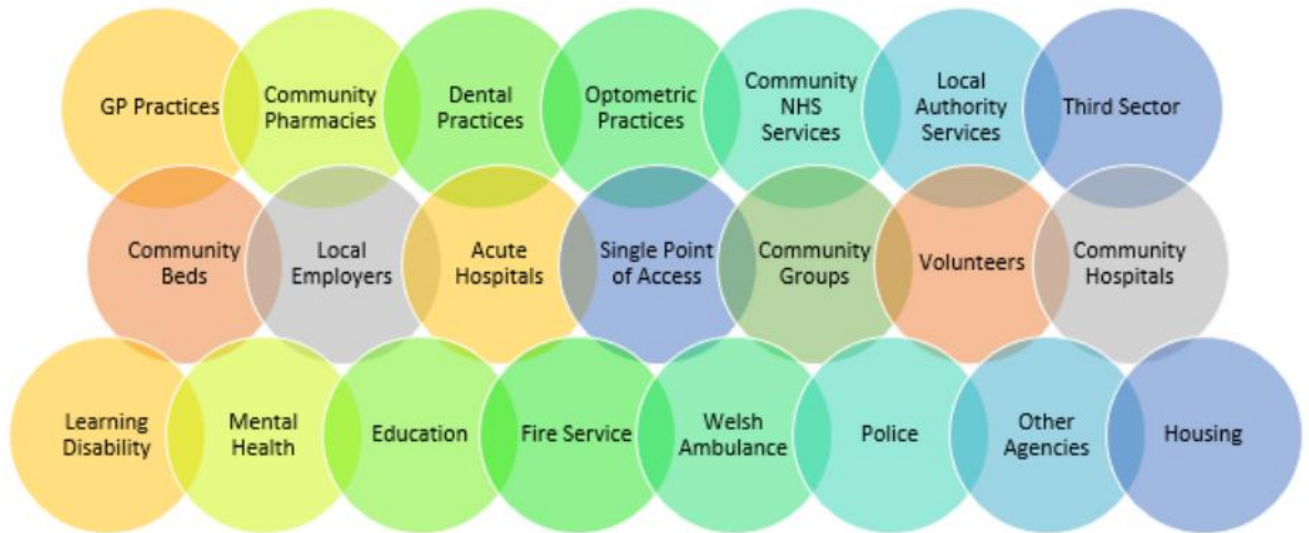 GP Practices
Community
Pharmacies
Dental
Practices
Optometric
Practices
Community
NHS
Services
Local
Authority
Services
Third Sector
Community
Beds
Local
Employers
Acute
Hospitals
Single Point
of Access
Community
Groups
Volunteers
Community
Hospitals
Learning
Disability
Mental
Health
Education
Fire Service
Welsh
Ambulance
Police
Other
Agencies
Housing